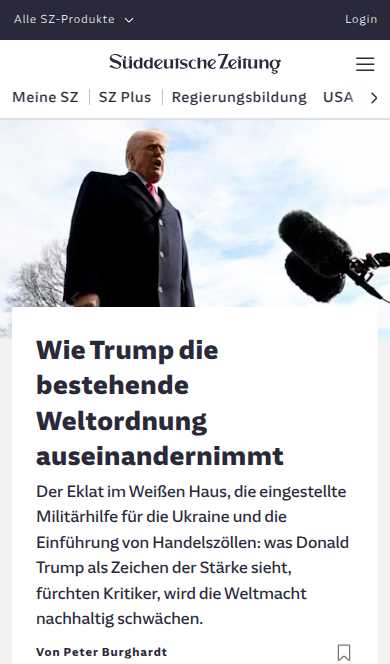 Alle SZ-Produkte
Login
Süddeutsche Zeitung
Meine SZ
SZ Plus
Regierungsbildung
USA
Wie Trump die
bestehende
Weltordnung
auseinandernimmt
Der Eklat im Weißen Haus, die eingestellte
Militärhilfe für die Ukraine und die
Einführung von Handelszöllen: was Donald
Trump als Zeichen der Stärke sieht,
fürchten Kritiker, wird die Weltmacht
nachhaltig schwächen.
Von Peter Burghardt